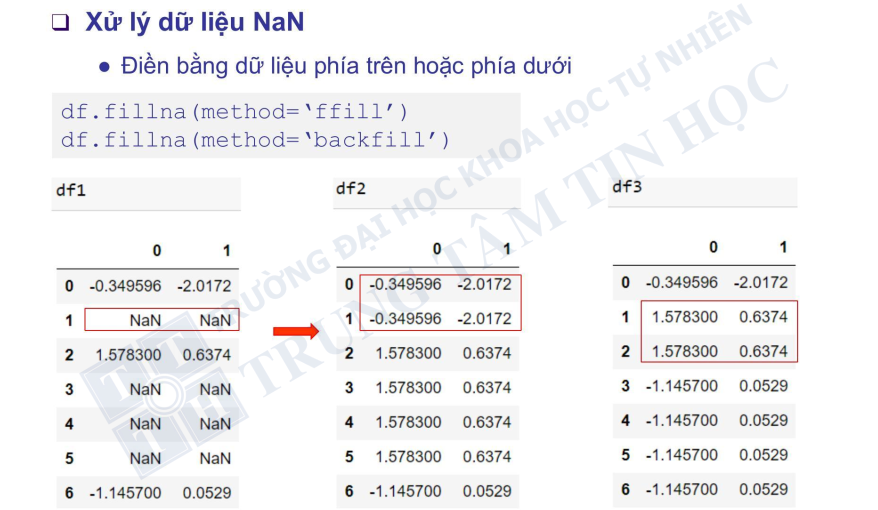 Xử lý dữ liệu NaN
● Điền bằng dữ liệu phía trên hoặc phía dưới
df.fillna(method=‘ffill’)
df.fillna(method=‘backfill’)
df1
0 1
0 -0.349596 -2.0172
1 NaN NaN
2 1.578300 0.6374
3 NaN NaN
4 NaN NaN
5 NaN NaN
6 -1.145700 0.0529
df2
0 1
0 -0.349596 -2.0172
1 -0.349596 -2.0172
2 1.578300 0.6374
3 1.578300 0.6374
4 1.578300 0.6374
5 1.578300 0.6374
6 -1.145700 0.0529
df3
0 1
0 -0.349596 -2.0172
1 1.578300 0.6374
2 1.578300 0.6374
3 -1.145700 0.0529
4 -1.145700 0.0529
5 -1.145700 0.0529
6 -1.145700 0.0529
TRƯỜNG ĐẠI HỌC KHOA HỌC TỰ NHIÊN
TRUNG TÂM TIN HỌC